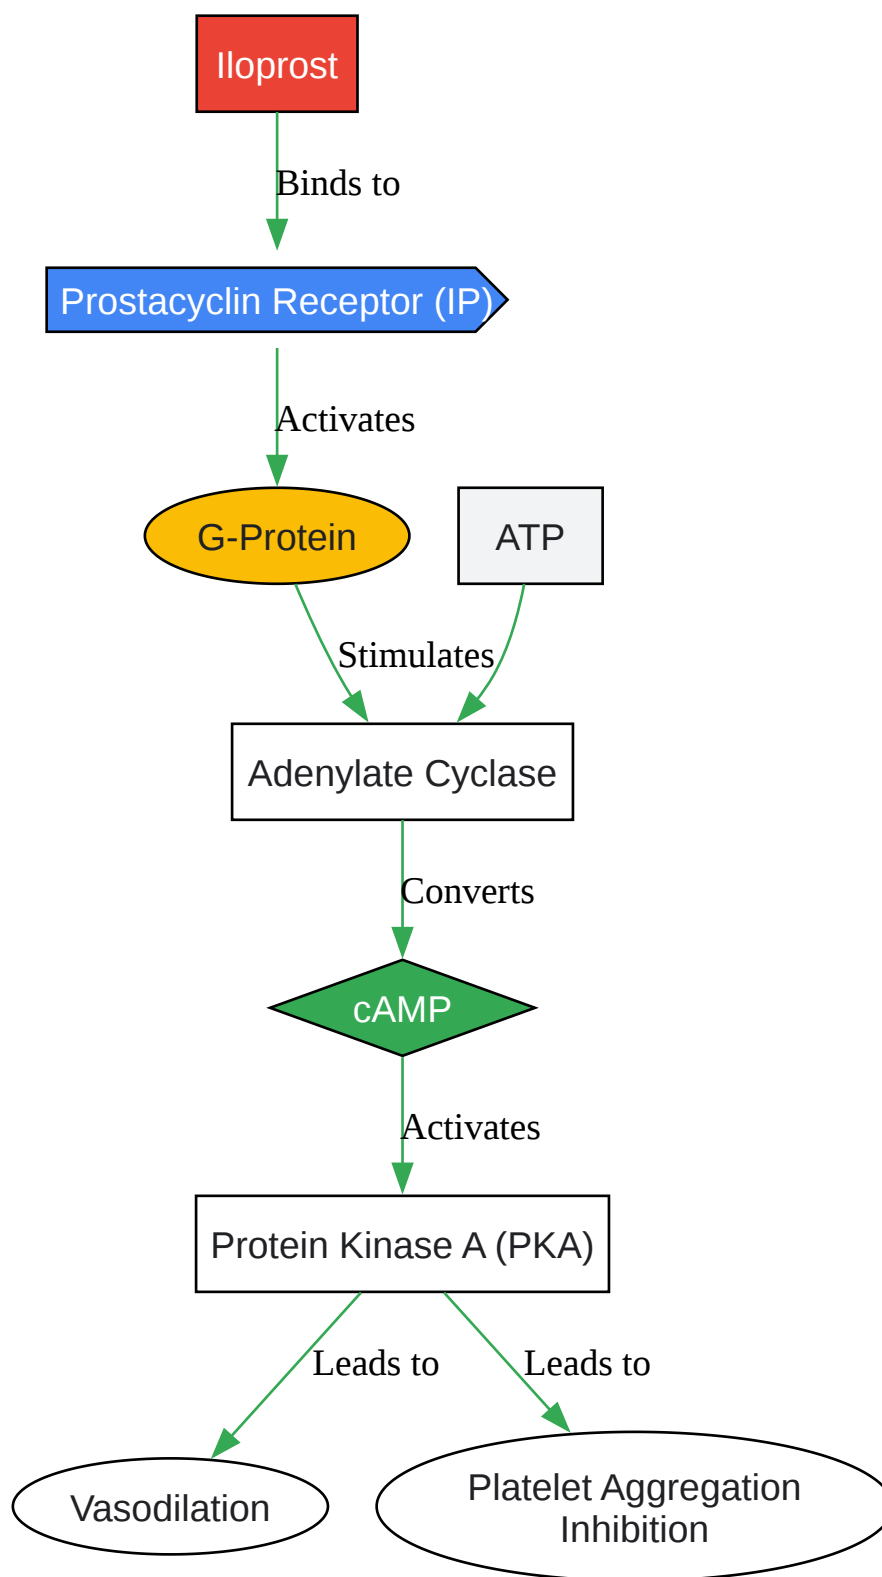 Iloprost
Binds to
Prostacyclin Receptor (IP)
Activates
G-Protein
ATP
Stimulates
Adenylate Cyclase
Converts
cAMP
Activates
Protein Kinase A (PKA)
Leads to
Leads to
Vasodilation
Platelet Aggregation
Inhibition